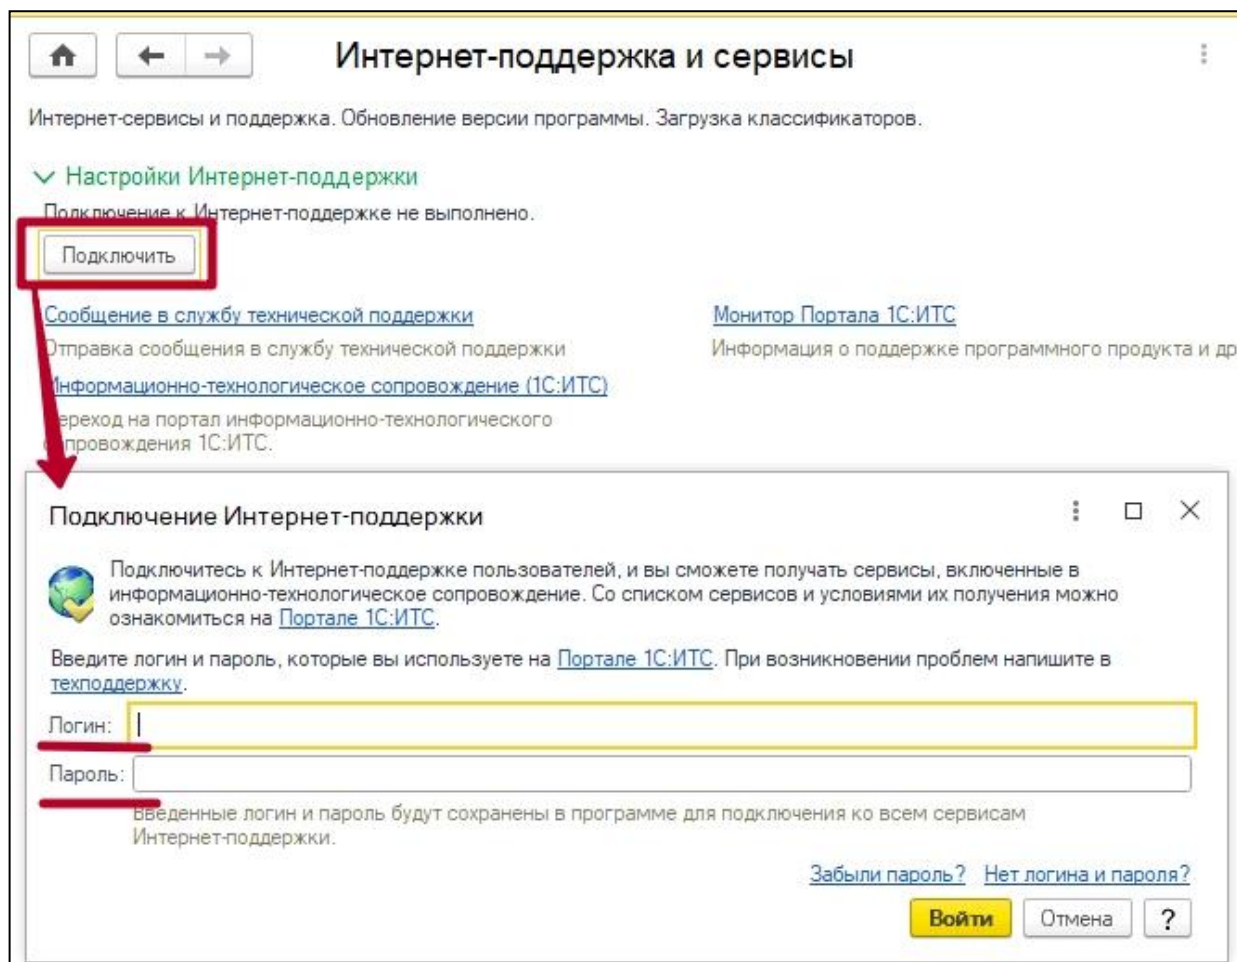 Интернет-поддержка и сервисы
Интернет-сервисы и поддержка. Обновление версии программы. Загрузка классификаторов.
Настройки Интернет-поддержки
Подключение к Интернет-поддержке не выполнено.
Подключить
Сообщение в службу технической поддержки
Отправка сообщения в службу технической поддержки
Информационно-технологическое сопровождение (1С:ИТС)
Переход на портал информационно-технологического
сопровождения 1С:ИТС.
Монитор Портала 1С:ИТС
Информация о поддержке программного продукта и др
Подключение Интернет-поддержки
Подключитесь к Интернет-поддержке пользователей, и вы сможете получать сервисы, включенные в
информационно-технологическое сопровождение. Со списком сервисов и условиями их получения можно
ознакомиться на Портале 1С:ИТС.
Введите логин и пароль, которые вы используете на Портале 1С:ИТС. При возникновении проблем напишите в
техподдержку.
Логин:
Пароль:
Введенные логин и пароль будут сохранены в программе для подключения ко всем сервисам
Интернет-поддержки.
Забыли пароль? Нет логина и пароля?
Войти Отмена ?